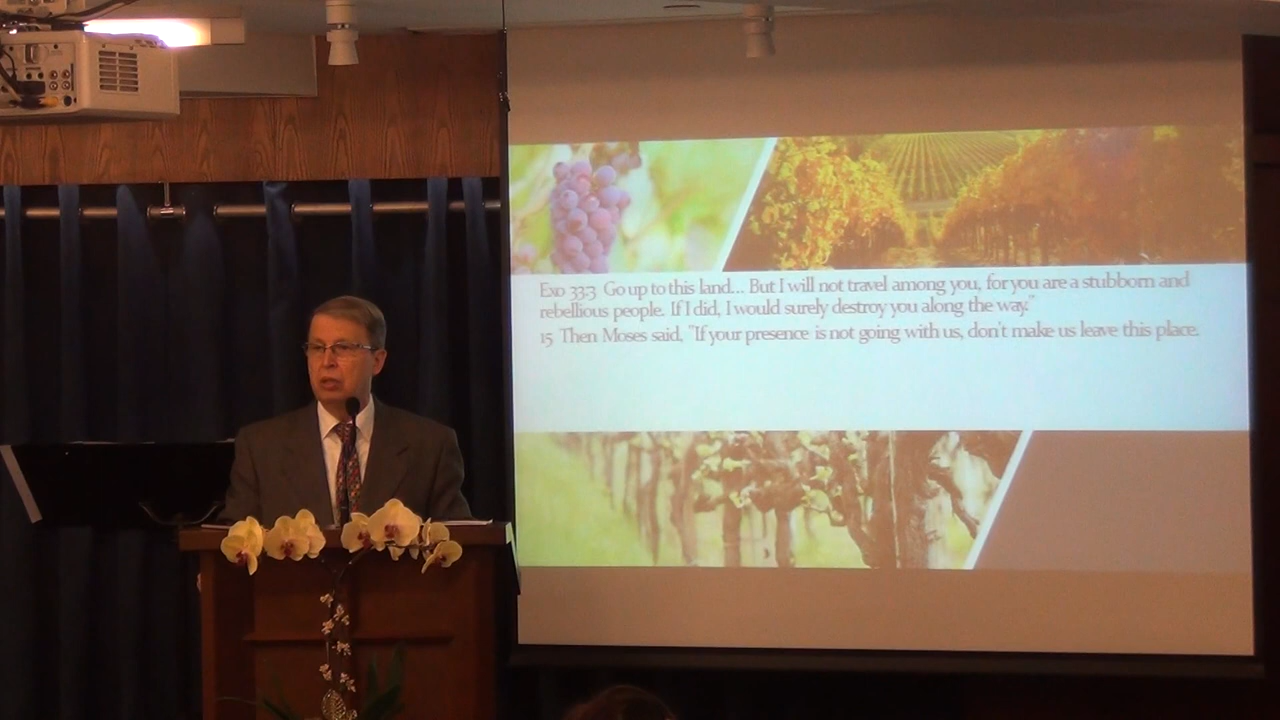 Exo 33:3 Go up to this land... But I will not travel among you, for you are a stubborn and
rebellious people. If I did, I would surely destroy you along the way."
15 Then Moses said, "If your presence is not going with us, don't make us leave this place.